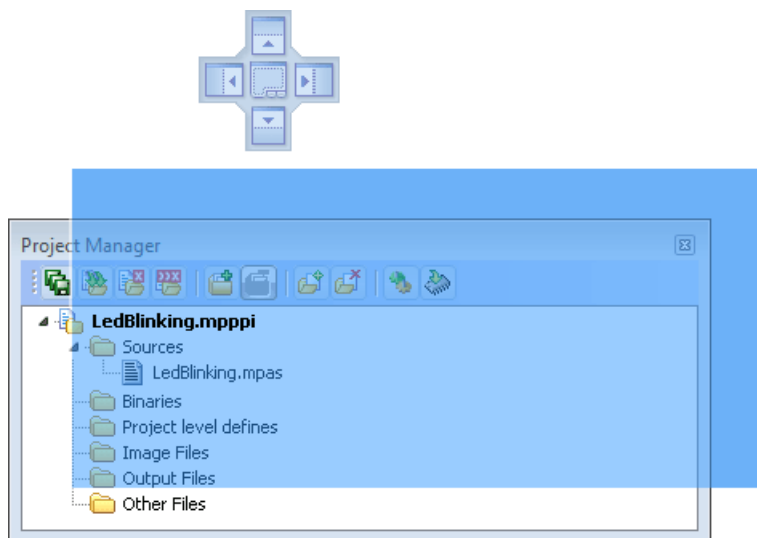 Project Manager
LedBlinking.mpppi
Sources
LedBlinking.mpas
Binaries
Project level defines
Image Files
Output Files
Other Files